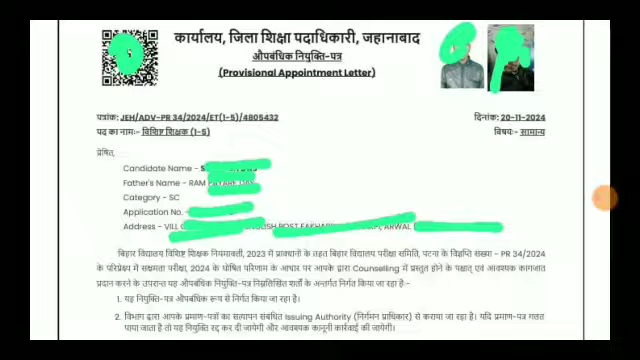 कार्यालय, जिला शिक्षा पदाधिकारी, जहानाबाद
औपबंधिक नियुक्ति-पत्र
(Provisional Appointment Letter)
पत्रांक: JEH/ADV-PR 34/2024/ET(1-5)/4805432
दिनांक: 20-11-2024
पद का नामः- विशिष्ट शिक्षक (1-5)
विषयः- सामान्य
प्रेषित,
Candidate Name -
Father's Name - RAM
Category - SC
Application No. -
Address - VILL POST ARWAL
बिहार विद्यालय विशिष्ट शिक्षक नियमावली, 2023 में प्रावधानों के तहत बिहार विद्यालय परीक्षा समिति, पटना के विज्ञप्ति संख्या - PR 34/2024
के परिप्रेक्ष्य में सक्षमता परीक्षा, 2024 के घोषित परिणाम के आधार पर आपके द्वारा Counselling में प्रस्तुत होने के पश्चात् एवं आवश्यक कागजात
प्रदान करने के उपरान्त यह औपबंधिक नियुक्ति-पत्र निम्नलिखित शर्तों के अन्तर्गत निर्गत किया जा रहा है:-
1. यह नियुक्ति-पत्र औपबंधिक रूप से निर्गत किया जा रहा है।
2. विभाग द्वारा आपके प्रमाण-पत्रों का सत्यापन संबंधित Issuing Authority (निर्गमन प्राधिकार) से कराया जा रहा है। यदि प्रमाण-पत्र गलत
पाया जाता है तो यह नियुक्ति रद्द कर दी जायेगी और आवश्यक कानूनी कार्रवाई की जायेगी।